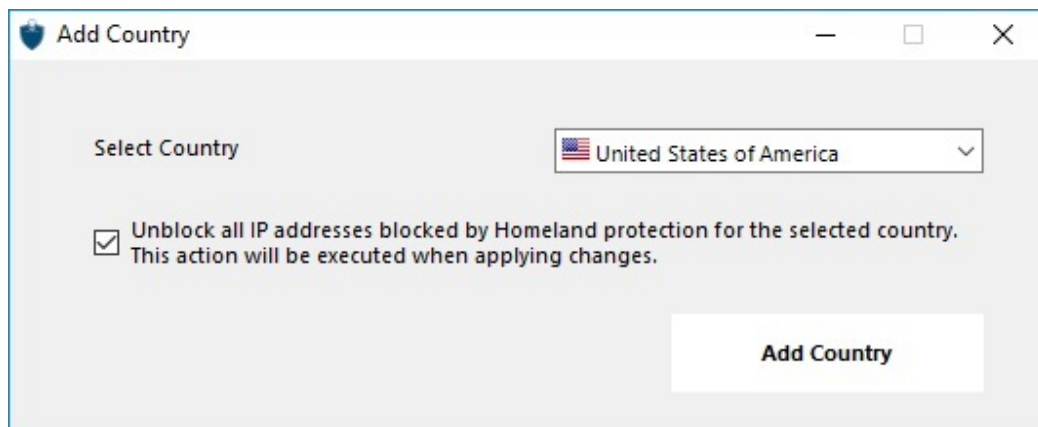 Add Country
Select Country
United States of America
Unblock all IP addresses blocked by Homeland protection for the selected country.
This action will be executed when applying changes.
Add Country